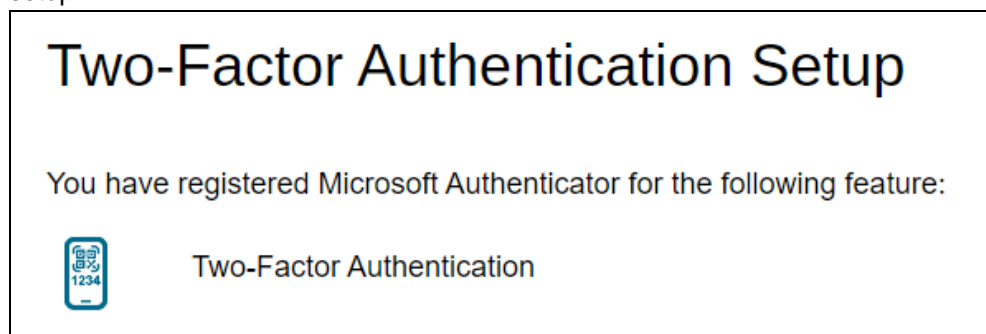 Two-Factor Authentication Setup
You have registered Microsoft Authenticator for the following feature:
1234
Two-Factor Authentication